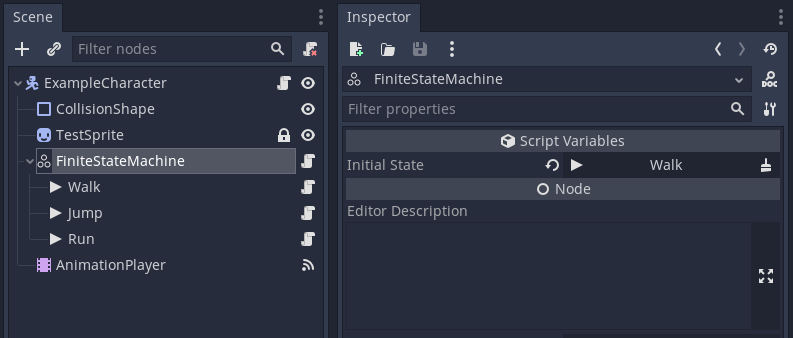 Scene
Filter nodes
ExampleCharacter
CollisionShape
TestSprite
FiniteStateMachine
Walk
Jump
Run
AnimationPlayer
Inspector
FiniteStateMachine
DOC
Filter properties
Script Variables
Initial State Walk
Node
Editor Description